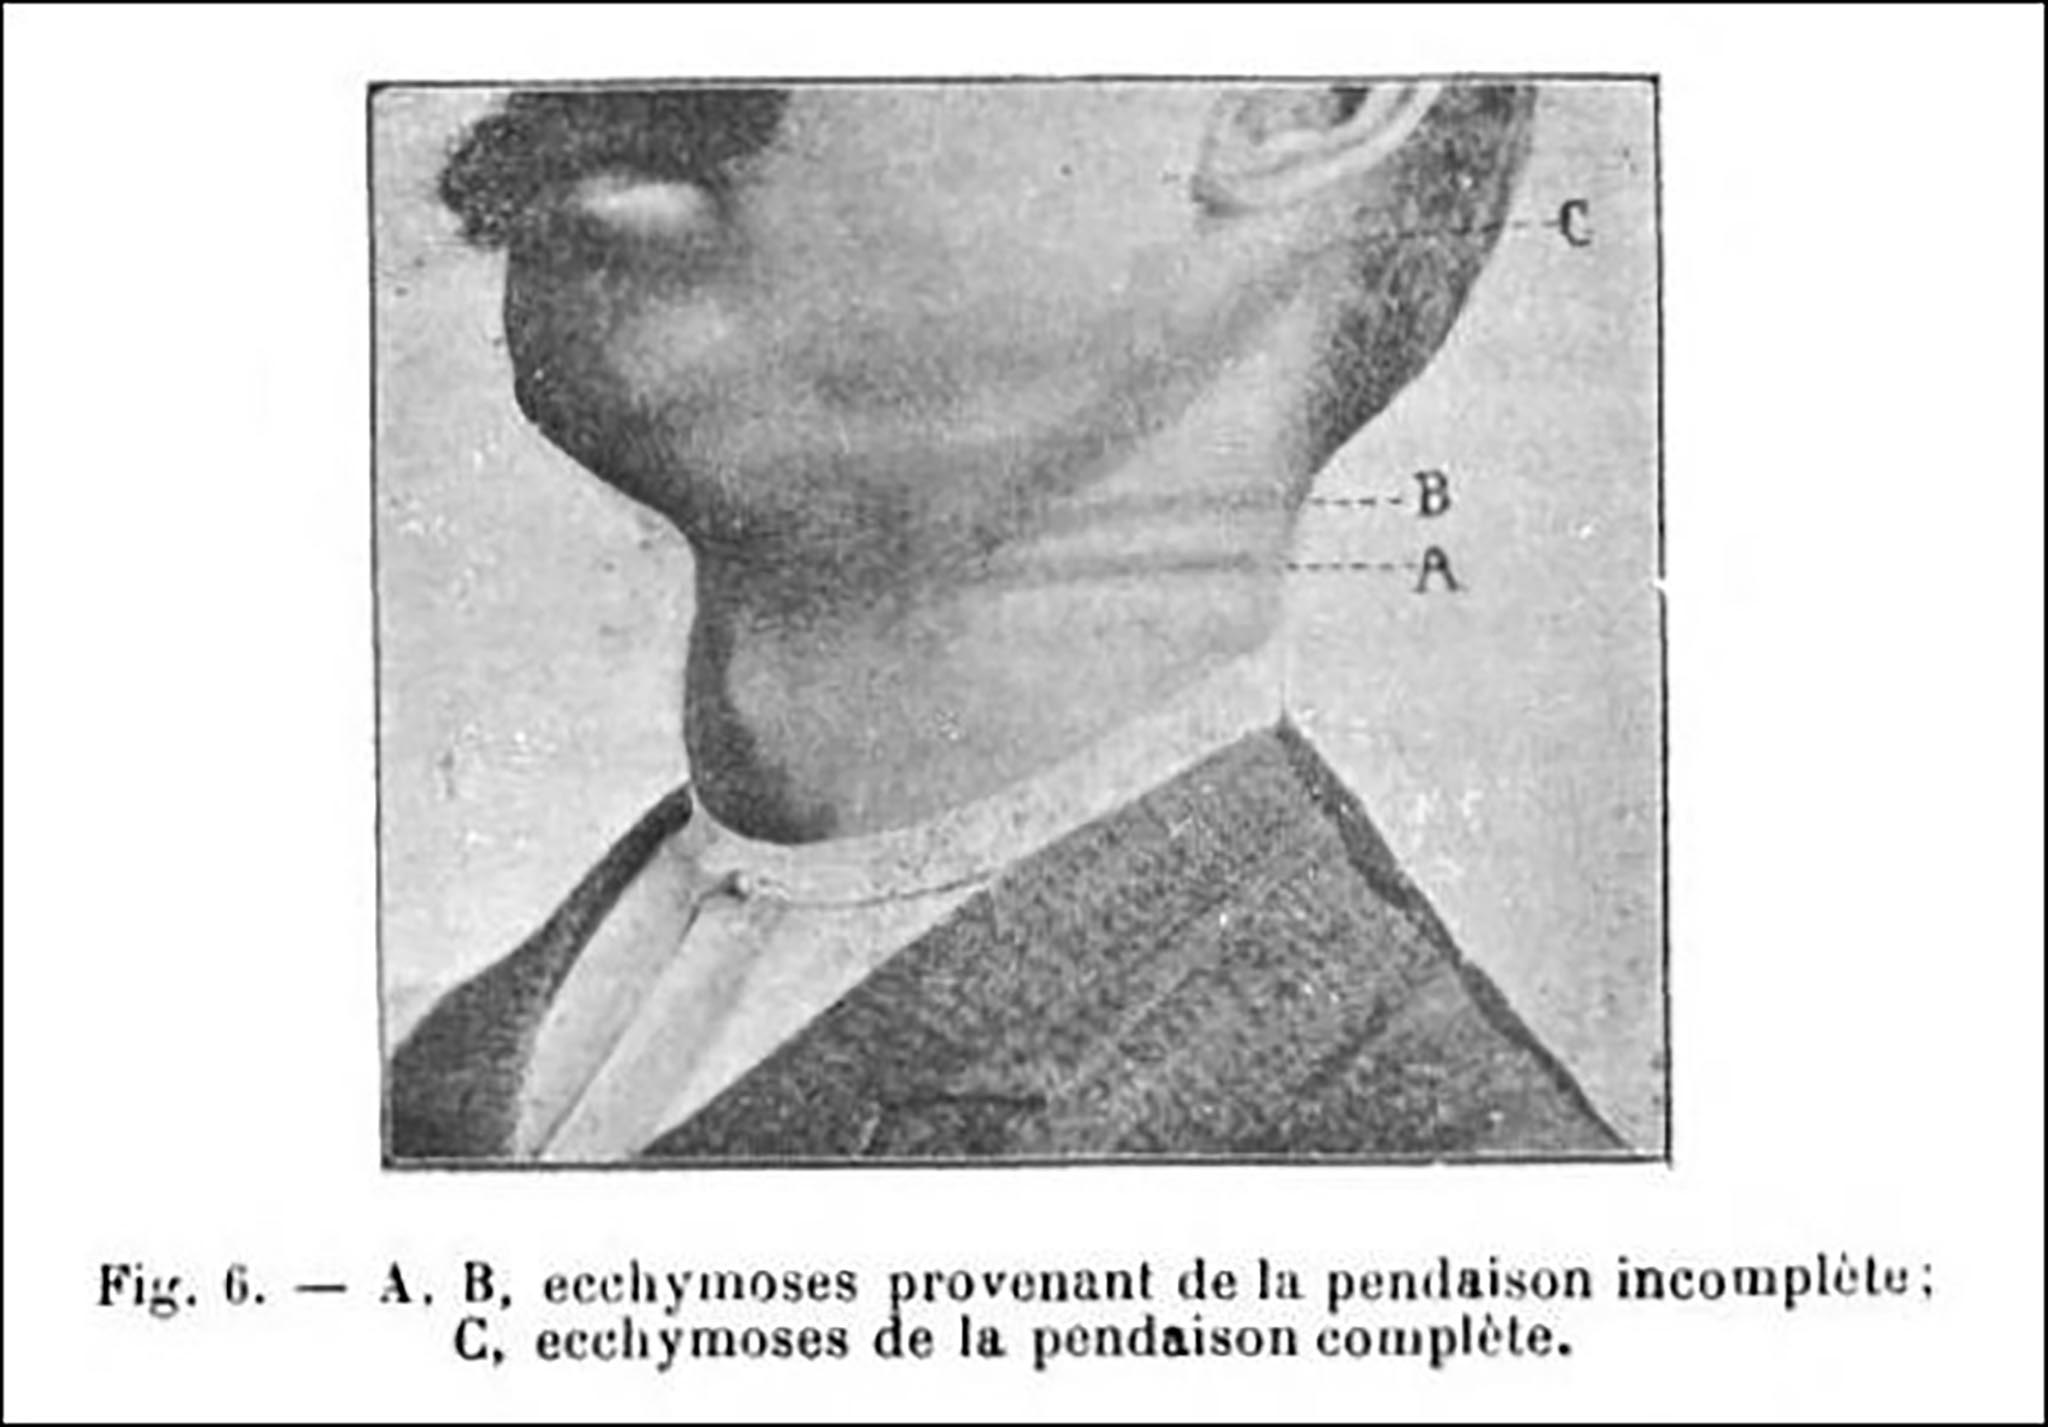 C
B
A
Fig. 6. — A, B, ecchymoses provenant de la pendaison incomplète;
C, ecchymoses de la pendaison complète.